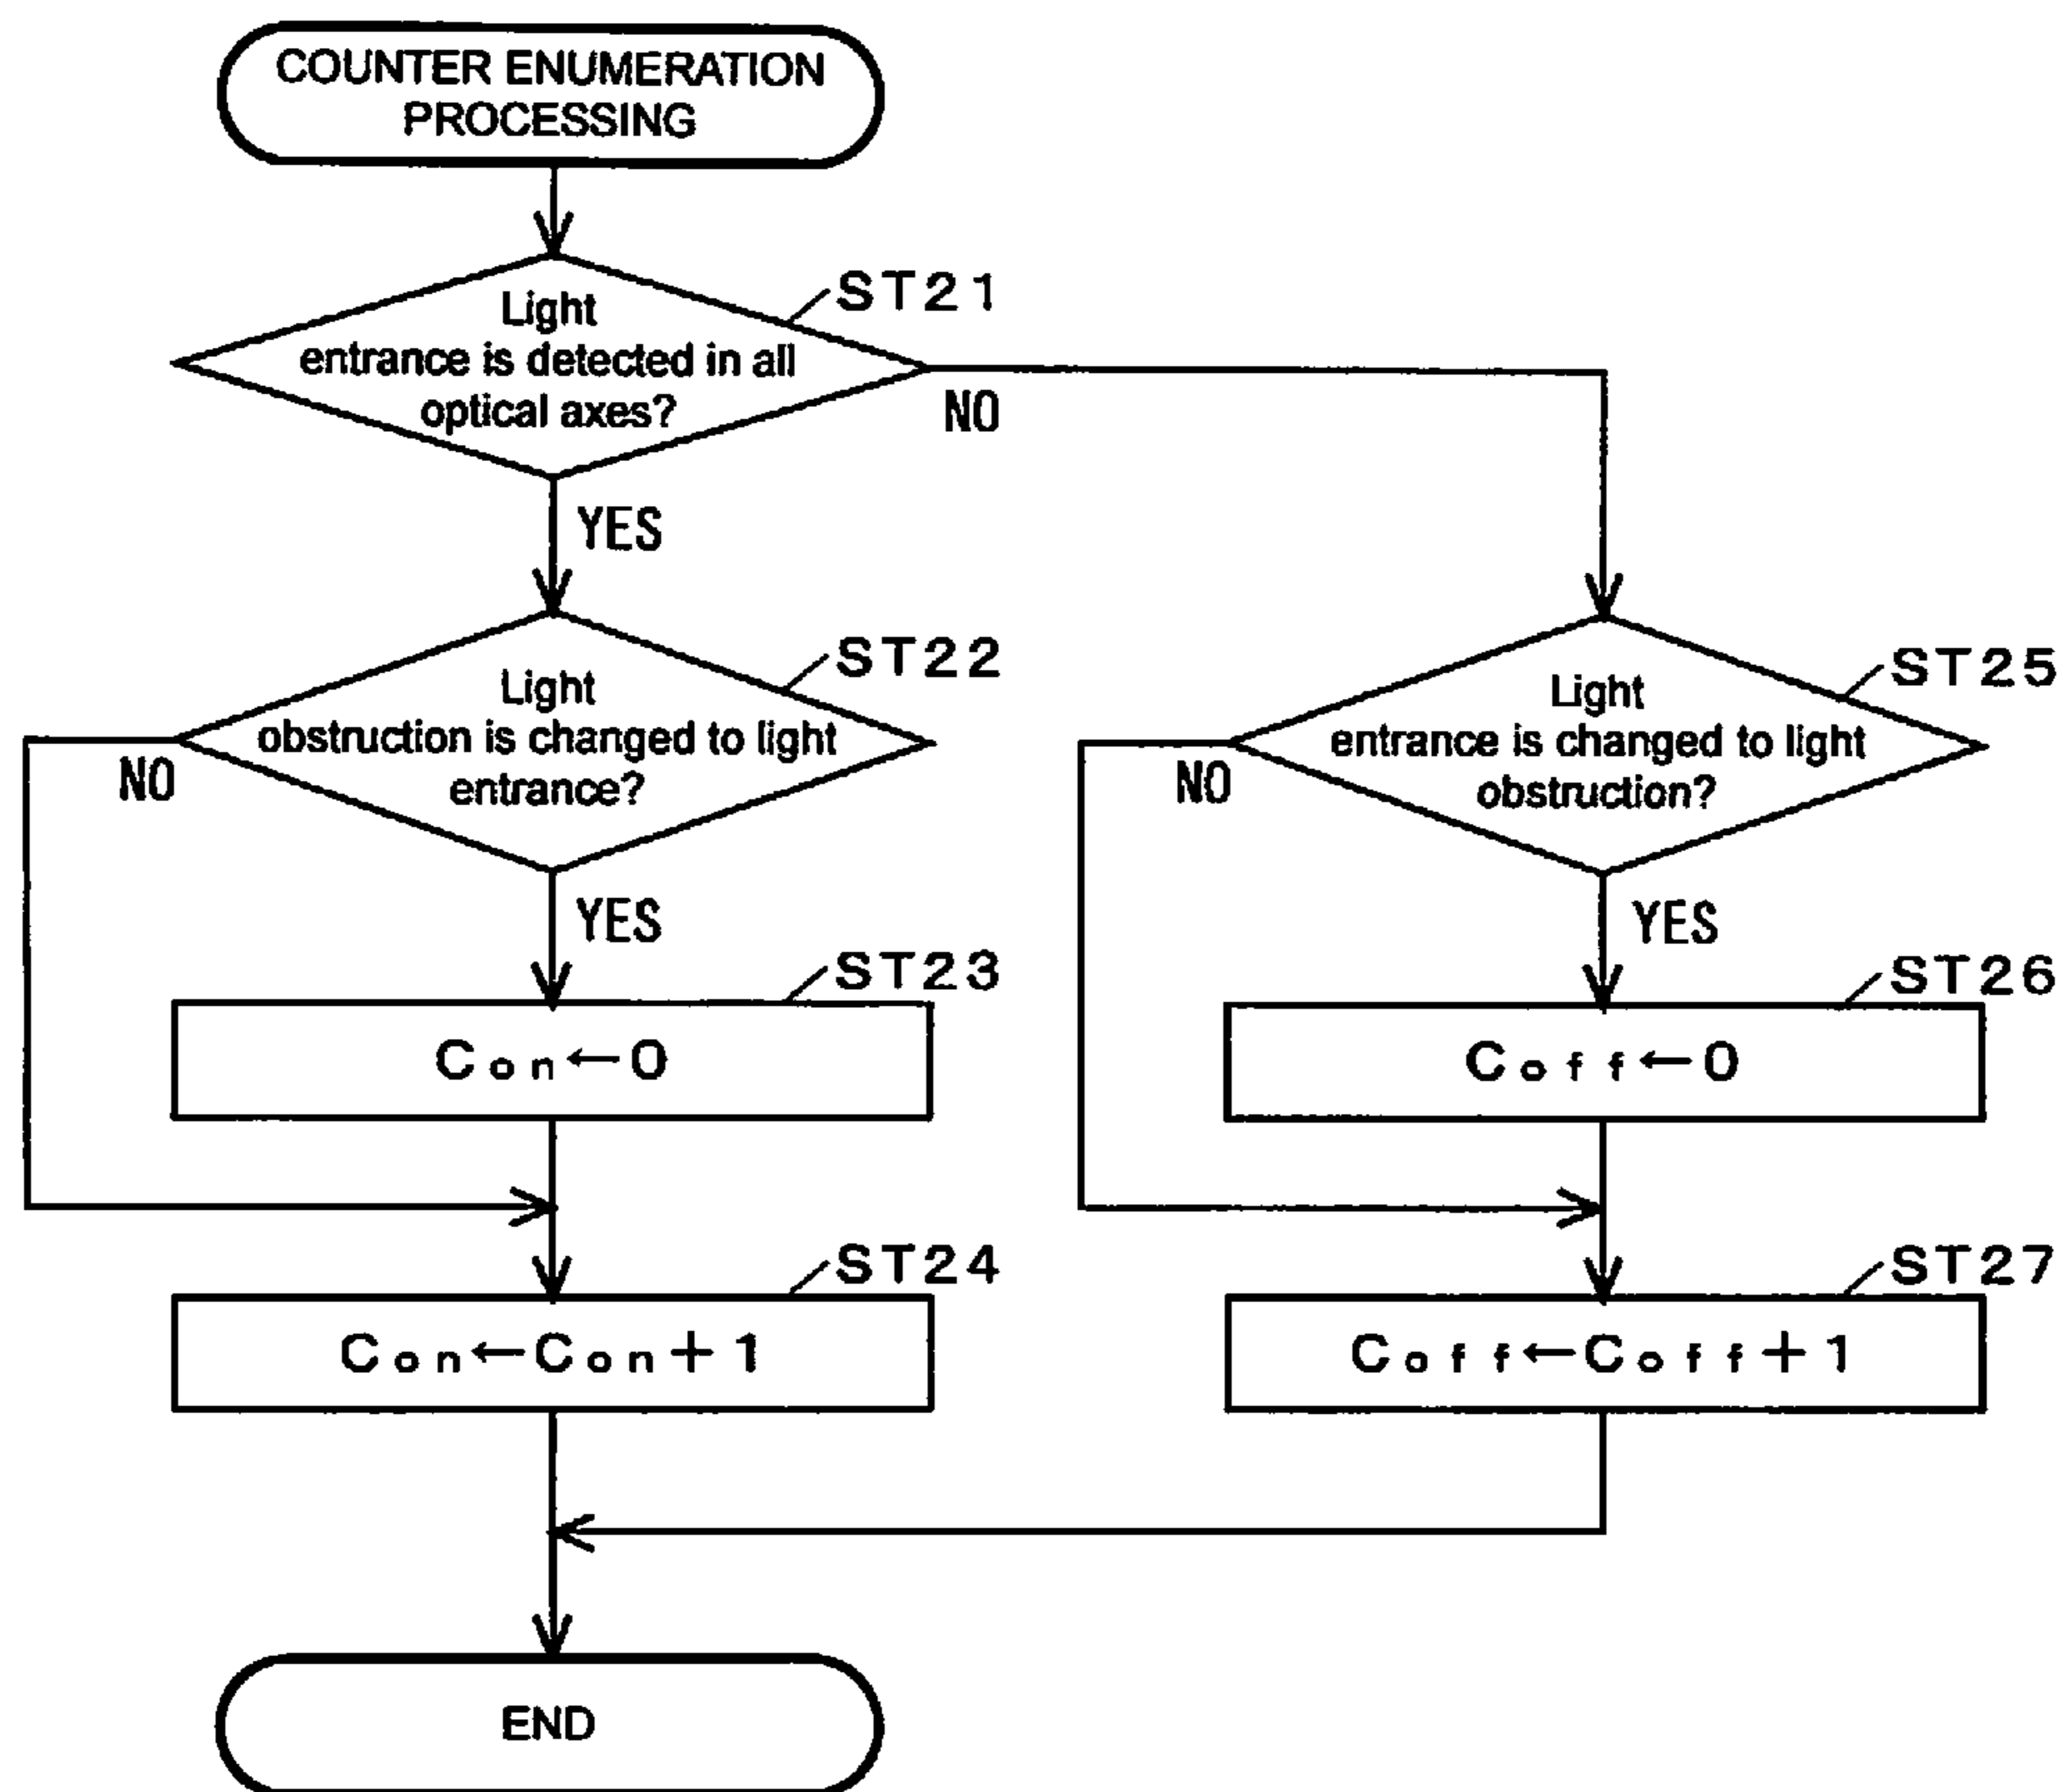 COUNTER ENUMERATION
PROCESSING
ST21
Light
entrance is detected in all
optical axes?
NO
YES
ST22
Light
obstruction is changed to light
entrance?
NO
YES
ST25
Light
entrance is changed to light
obstruction?
NO
YES
ST23
Con←0
ST26
Coff←0
ST24
Con←Con+1
ST27
Coff←Coff+1
END